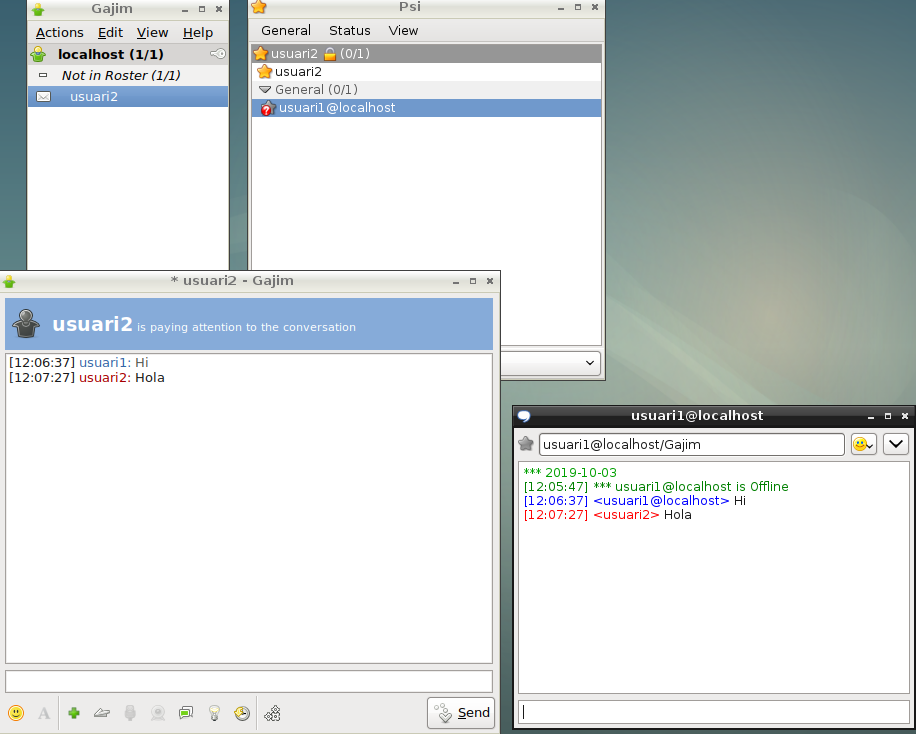 Gajim
Actions Edit View Help
localhost (1/1)
Not in Roster (1/1)
usuari2
Psi
General Status View
usuari2 (0/1)
usuari2
General (0/1)
usuari1@localhost
* usuari2 - Gajim
usuari2 is paying attention to the conversation
[12:06:37] usuari1: Hi
[12:07:27] usuari2: Hola
A
Send
usuari1@localhost
usuari1@localhost/Gajim
*** 2019-10-03
[12:05:47] *** usuari1@localhost is Offline
[12:06:37] <usuari1@localhost> Hi
[12:07:27] <usuari2> Hola